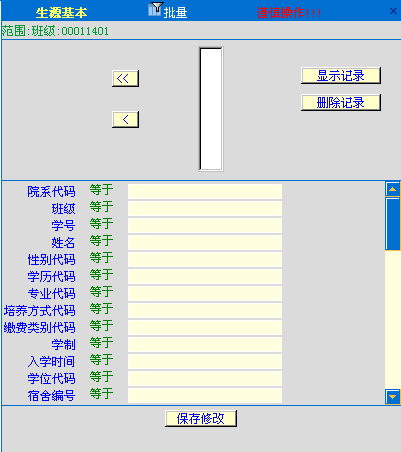 生源基本 批量
范围:班级:00011401
<<
显示记录
删除记录
<
院系代码 等于
班级 等于
学号 等于
姓名 等于
性别代码 等于
学历代码 等于
专业代码 等于
培养方式代码 等于
缴费类别代码 等于
学制 等于
入学时间 等于
学位代码 等于
宿舍编号 等于
保存修改